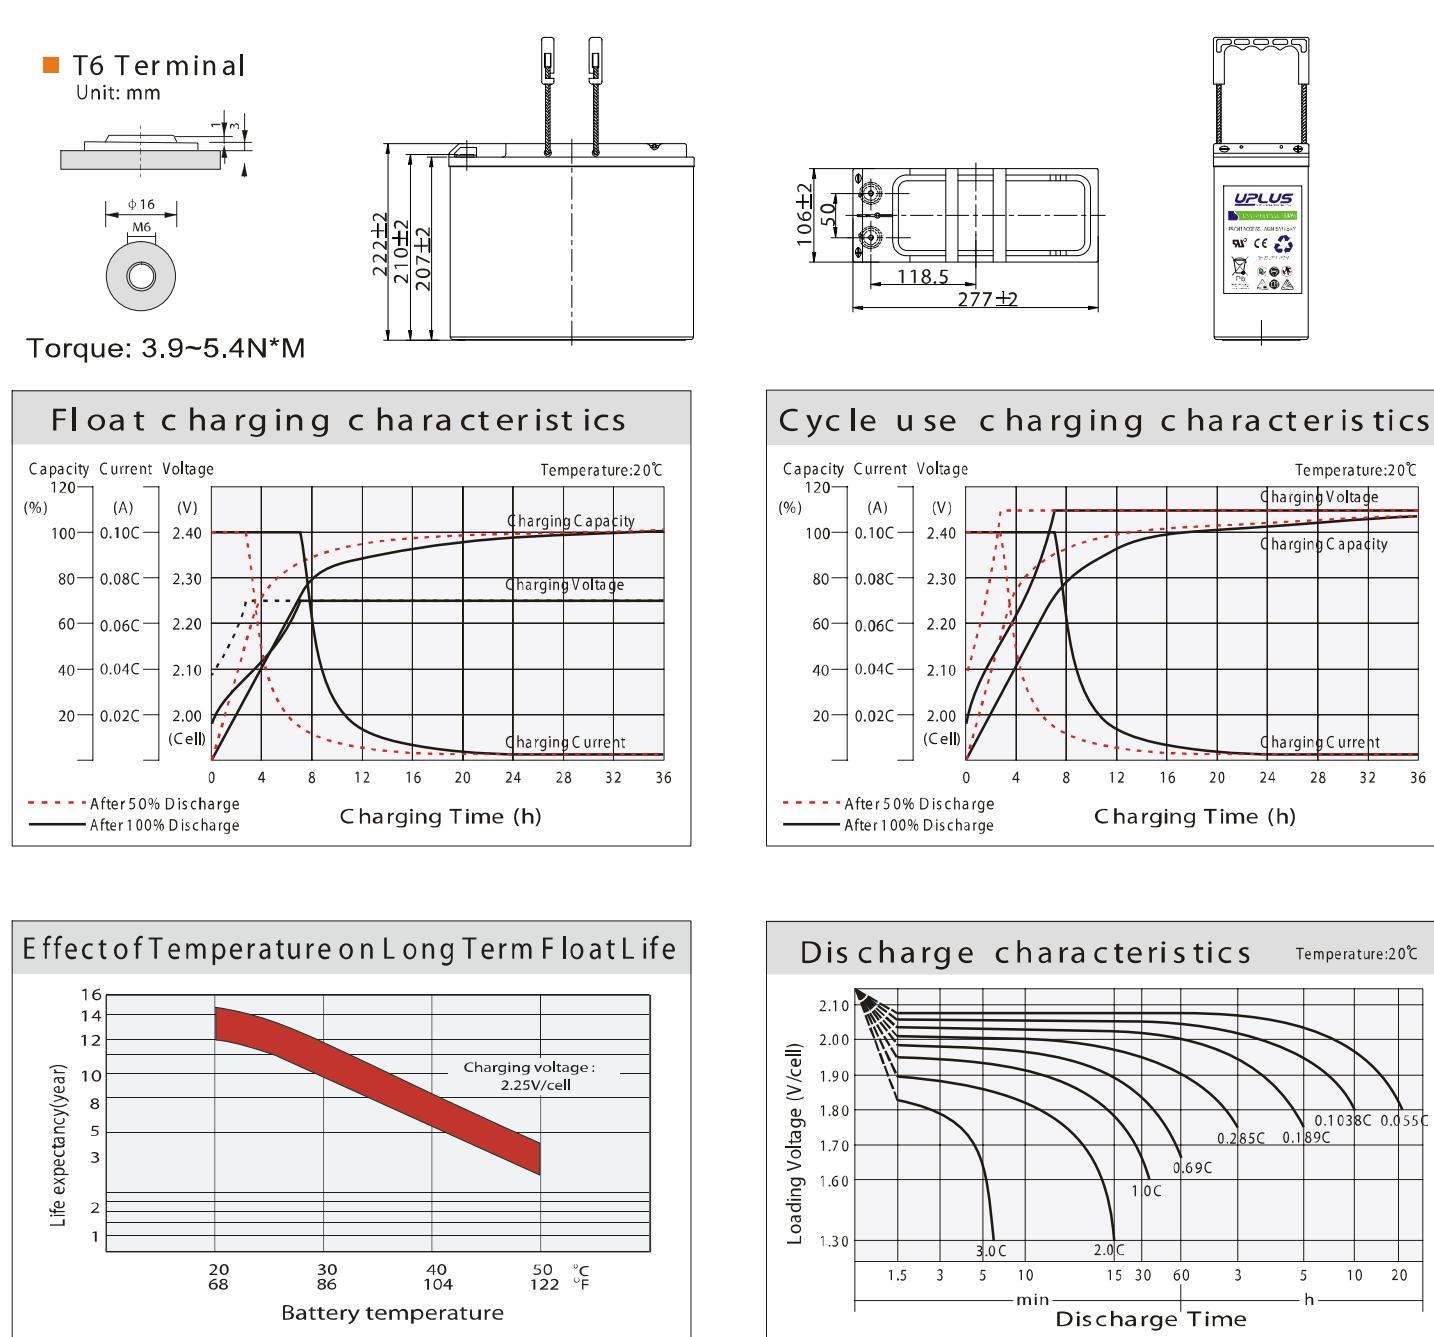 T6 Terminal
Unit: mm
1
3
ϕ16
M6
Torque: 3.9~5.4N*M
222±2
210±2
207±2
106±2
50
118.5
277±2
UPLUS
Pb
Float charging characteristics
Capacity Current Voltage
Temperature:20℃
(%) (A) (V)
120
100 0.10C 2.40
80 0.08C 2.30
60 0.06C 2.20
40 0.04C 2.10
20 0.02C 2.00
(Cell)
Charging Capacity
Charging Voltage
Charging Current
0 4 8 12 16 20 24 28 32 36
After 50% Discharge
After 100% Discharge
Charging Time (h)
Cycle use charging characteristics
Capacity Current Voltage
Temperature:20℃
(%) (A) (V)
120
100 0.10C 2.40
80 0.08C 2.30
60 0.06C 2.20
40 0.04C 2.10
20 0.02C 2.00
(Cell)
Charging Voltage
Charging Capacity
Charging Current
0 4 8 12 16 20 24 28 32 36
After 50% Discharge
After 100% Discharge
Charging Time (h)
Effect of Temperature on Long Term Float Life
Life expectancy(year)
16
14
12
10
8
5
3
2
1
Charging voltage :
2.25V/cell
20 30 40 50 °C
68 86 104 122 °F
Battery temperature
Discharge characteristics
Temperature:20℃
Loading Voltage (V/cell)
2.10
2.00
1.90
1.80
1.70
1.60
1.30
3.0C
2.0C
1.0C
0.69C
0.285C
0.189C
0.1038C
0.055C
1.5 3 5 10 15 30 60 3 5 10 20
min h
Discharge Time